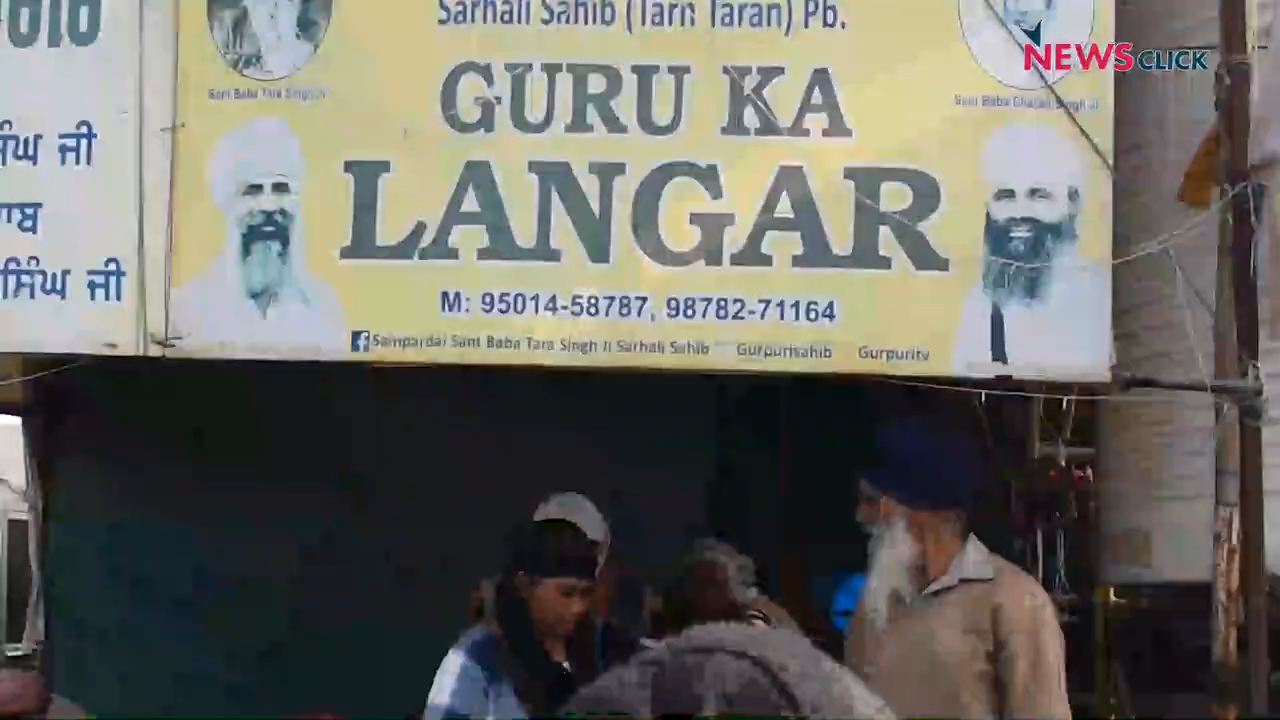 Sarhali Sahib (Tarn Taran) Pb.
NEWSCLICK
Sant Baba Tara Singh Ji
Sant Baba Charan Singh Ji
GURU KA
LANGAR
M: 95014-58787, 98782-71164
Sampardai Sant Baba Tara Singh Ji Sarhali Sahib Gurpurisahib Gurpuritv
ਜੀ
ਸਿੰਘ ਜੀ